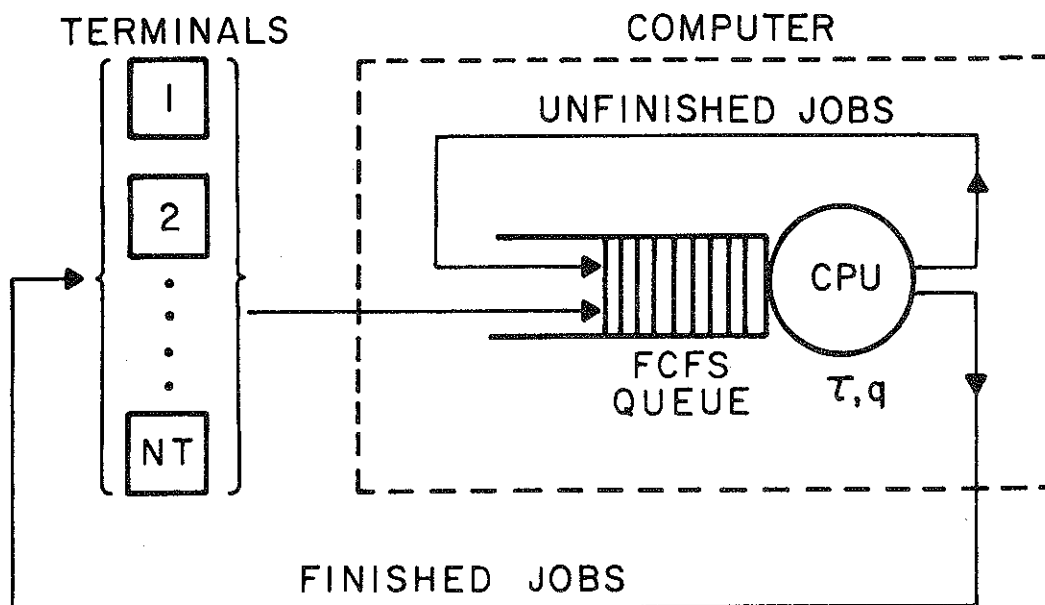 TERMINALS
COMPUTER
1
2
NT
UNFINISHED JOBS
CPU
FCFS
QUEUE
τ,q
FINISHED JOBS